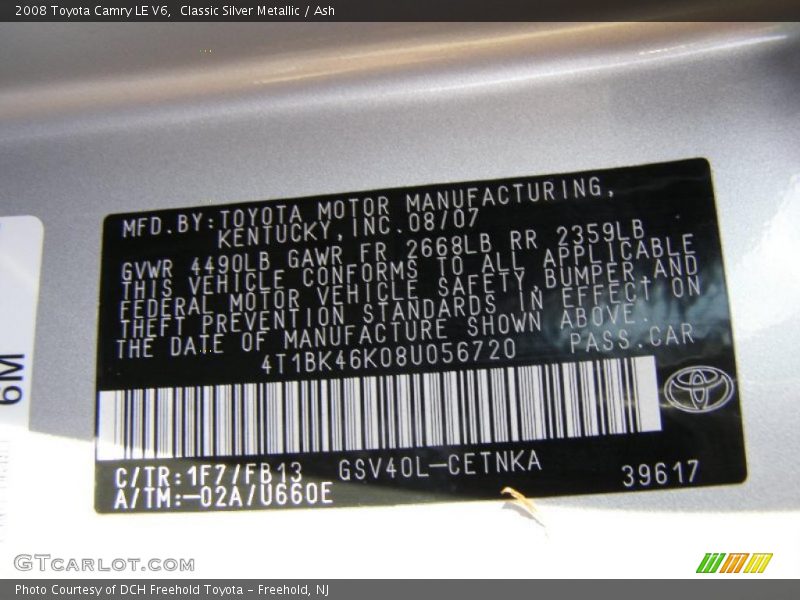 2008 Toyota Camry LE V6,  Classic Silver Metallic / Ash
MFD.BY:TOYOTA MOTOR MANUFACTURING,
KENTUCKY,INC.08/07
GVWR 4490LB GAWR FR 2668LB RR 2359LB
THIS VEHICLE CONFORMS TO ALL APPLICABLE
FEDERAL MOTOR VEHICLE SAFETY,BUMPER,AND
THEFT PREVENTION STANDARDS IN EFFECT ON
THE DATE OF MANUFACTURE SHOWN ABOVE.
4T1BK46K08U056720 PASS.CAR
6M
C/TR:1F7/FB13 GSV40L-CETNKA
A/TM:-02A/U660E 39617
GTCARLOT.COM
Photo Courtesy of DCH Freehold Toyota - Freehold, NJ